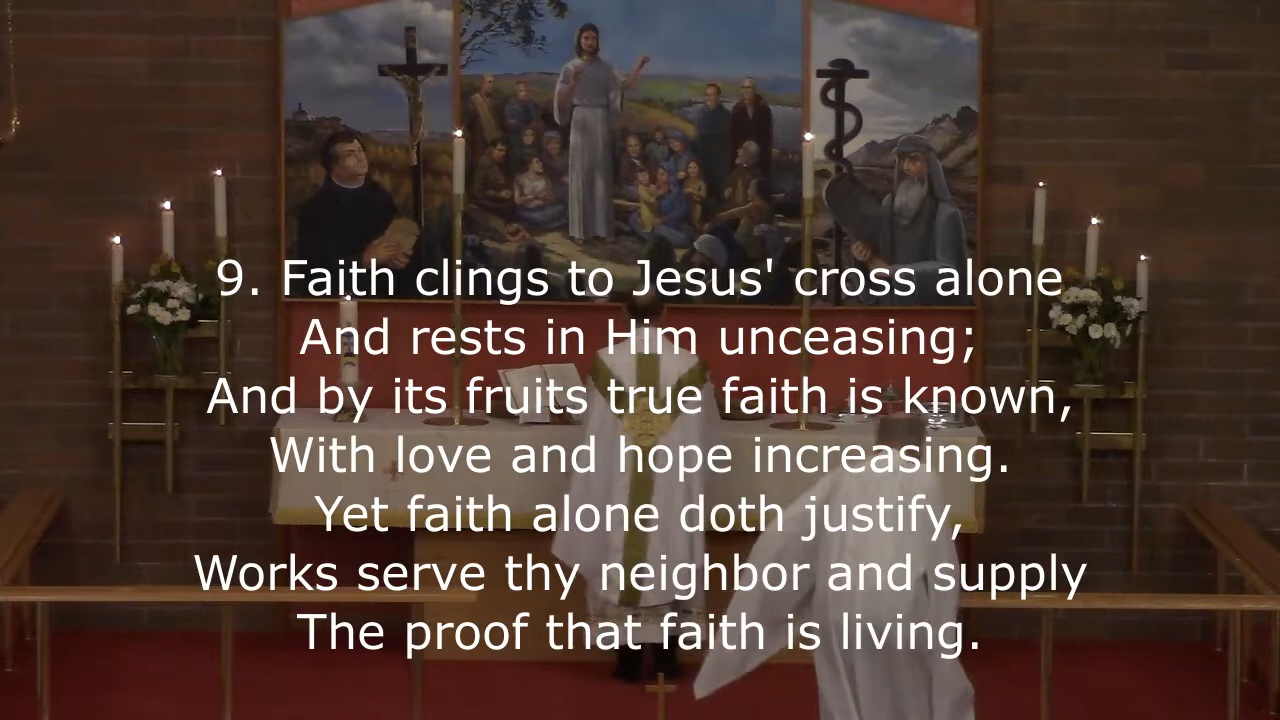 9. Faith clings to Jesus' cross alone
And rests in Him unceasing;
And by its fruits true faith is known,
With love and hope increasing.
Yet faith alone doth justify,
Works serve thy neighbor and supply
The proof that faith is living.